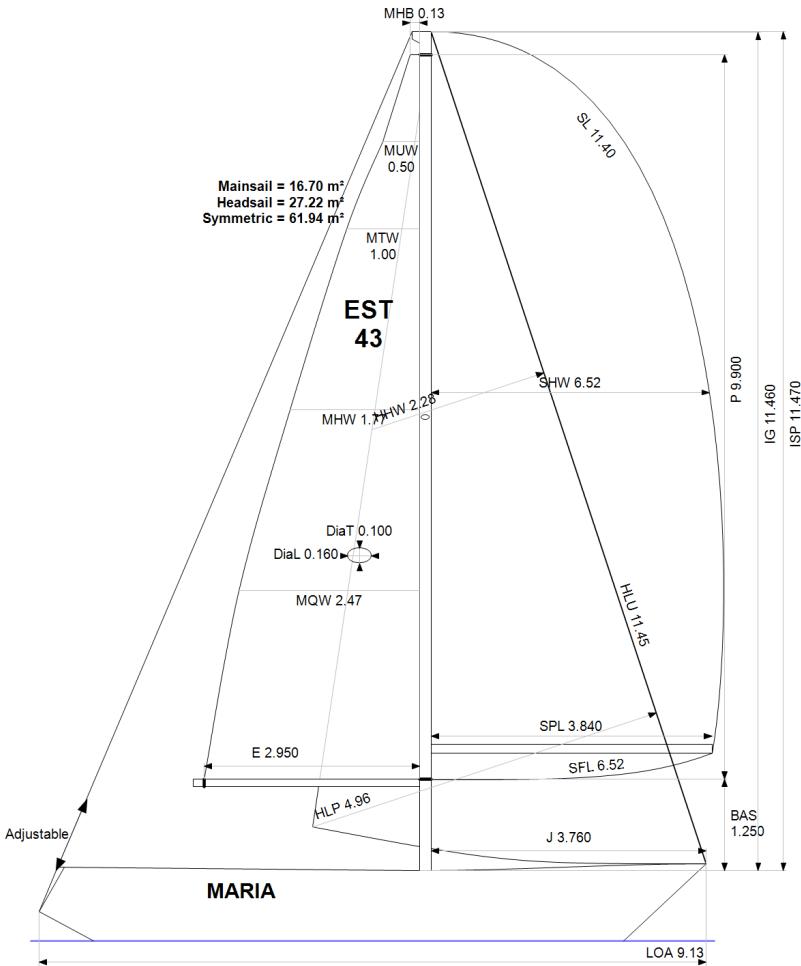 MHB 0.13
SL 11.40
MUW
0.50
Mainsail = 16.70 m²
Headsail = 27.22 m²
Symmetric = 61.94 m²
MTW
1.00
EST
43
P 9.900
IG 11.460
ISP 11.470
SHW 6.52
HHW 2.28
MHW 1.77
DiaT 0.100
DiaL 0.160
MQW 2.47
HLU 11.45
SPL 3.840
E 2.950
SFL 6.52
HLP 4.96
BAS
1.250
Adjustable
J 3.760
MARIA
LOA 9.13